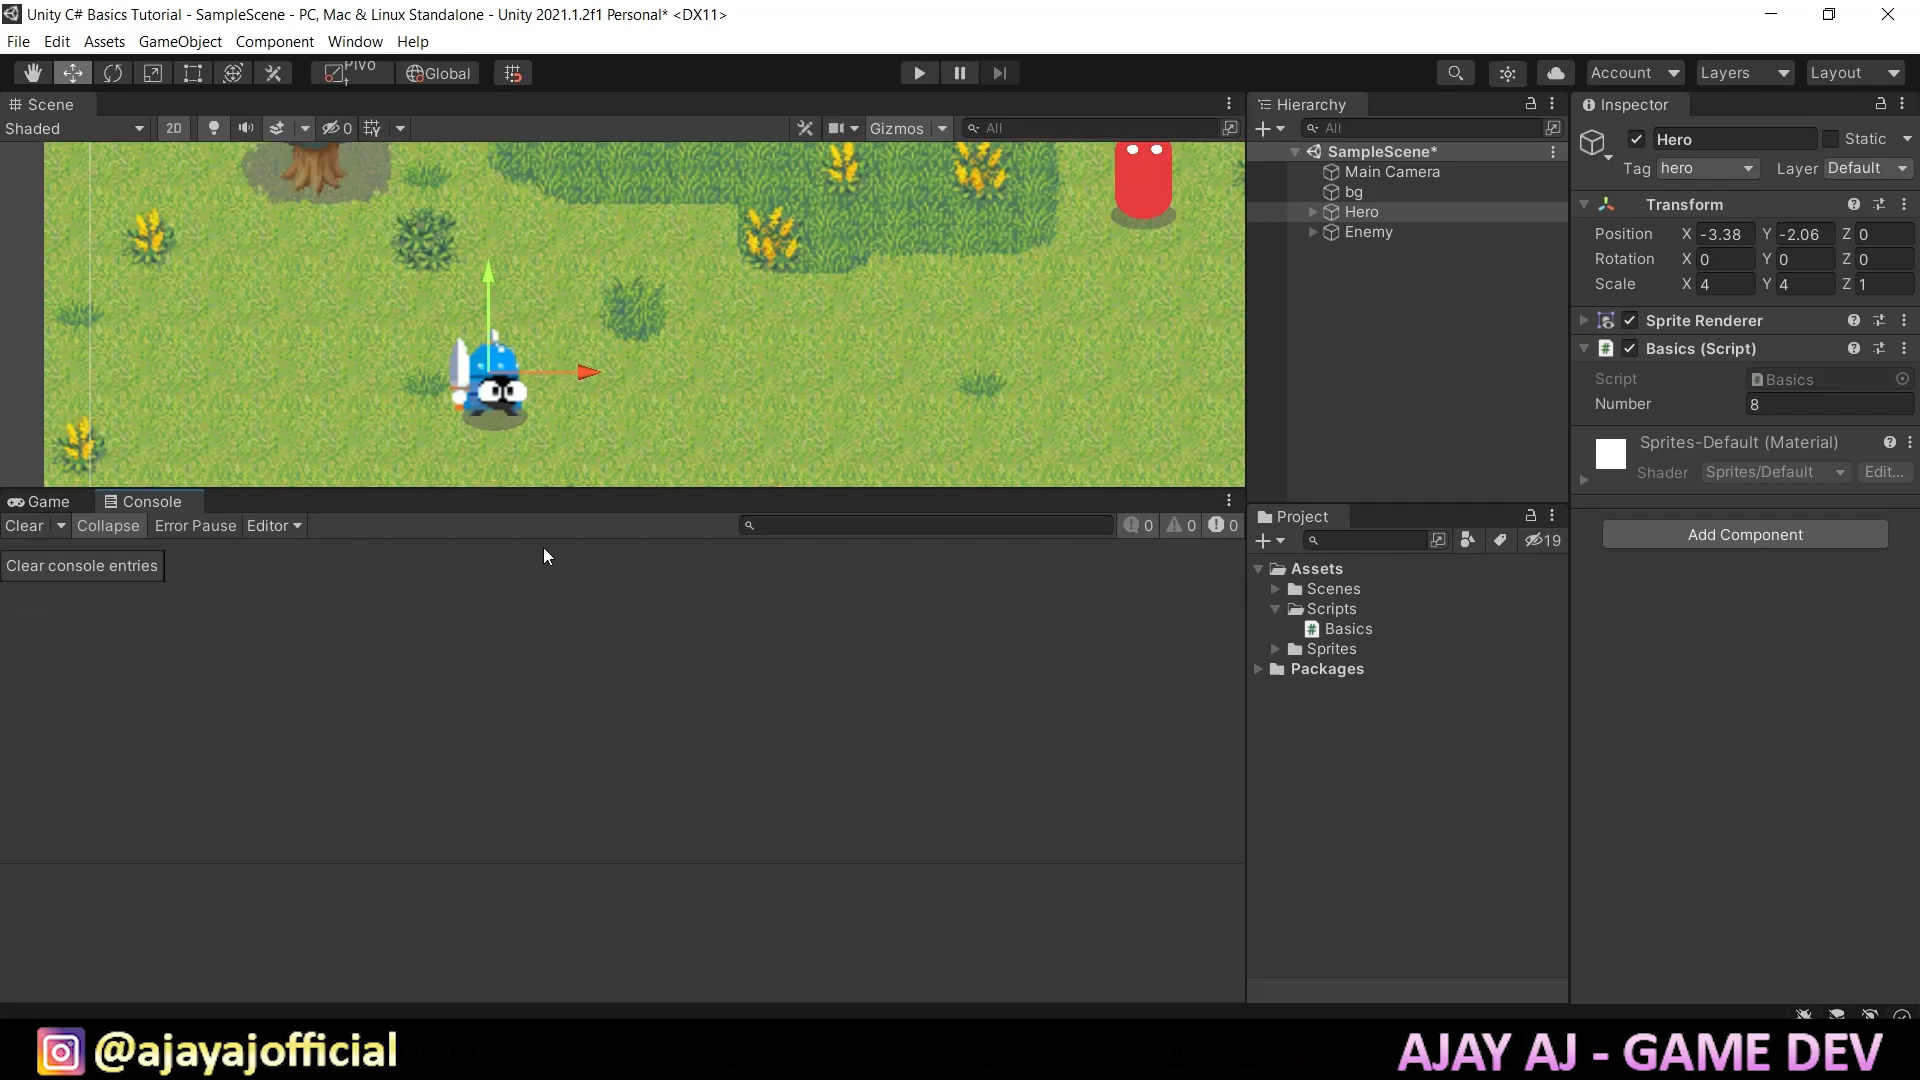 Unity C# Basics Tutorial - SampleScene - PC, Mac & Linux Standalone - Unity 2021.1.2f1 Personal* <DX11>
File Edit Assets GameObject Component Window Help
Pivot Global Account Layers Layout
Scene
Shaded 2D 0 Gizmos All
Hierarchy
All
SampleScene*
Main Camera
bg
Hero
Enemy
Inspector
Hero Static
Tag hero Layer Default
Transform
Position X -3.38 Y -2.06 Z 0
Rotation X 0 Y 0 Z 0
Scale X 4 Y 4 Z 1
Sprite Renderer
# Basics (Script)
Script # Basics
Number 8
Sprites-Default (Material)
Shader Sprites/Default Edit...
Add Component
Game Console
Clear Collapse Error Pause Editor 0 0 0
Clear console entries
Project
19
Assets
Scenes
Scripts
# Basics
Sprites
Packages
@ajayajofficial
AJAY AJ - GAME DEV